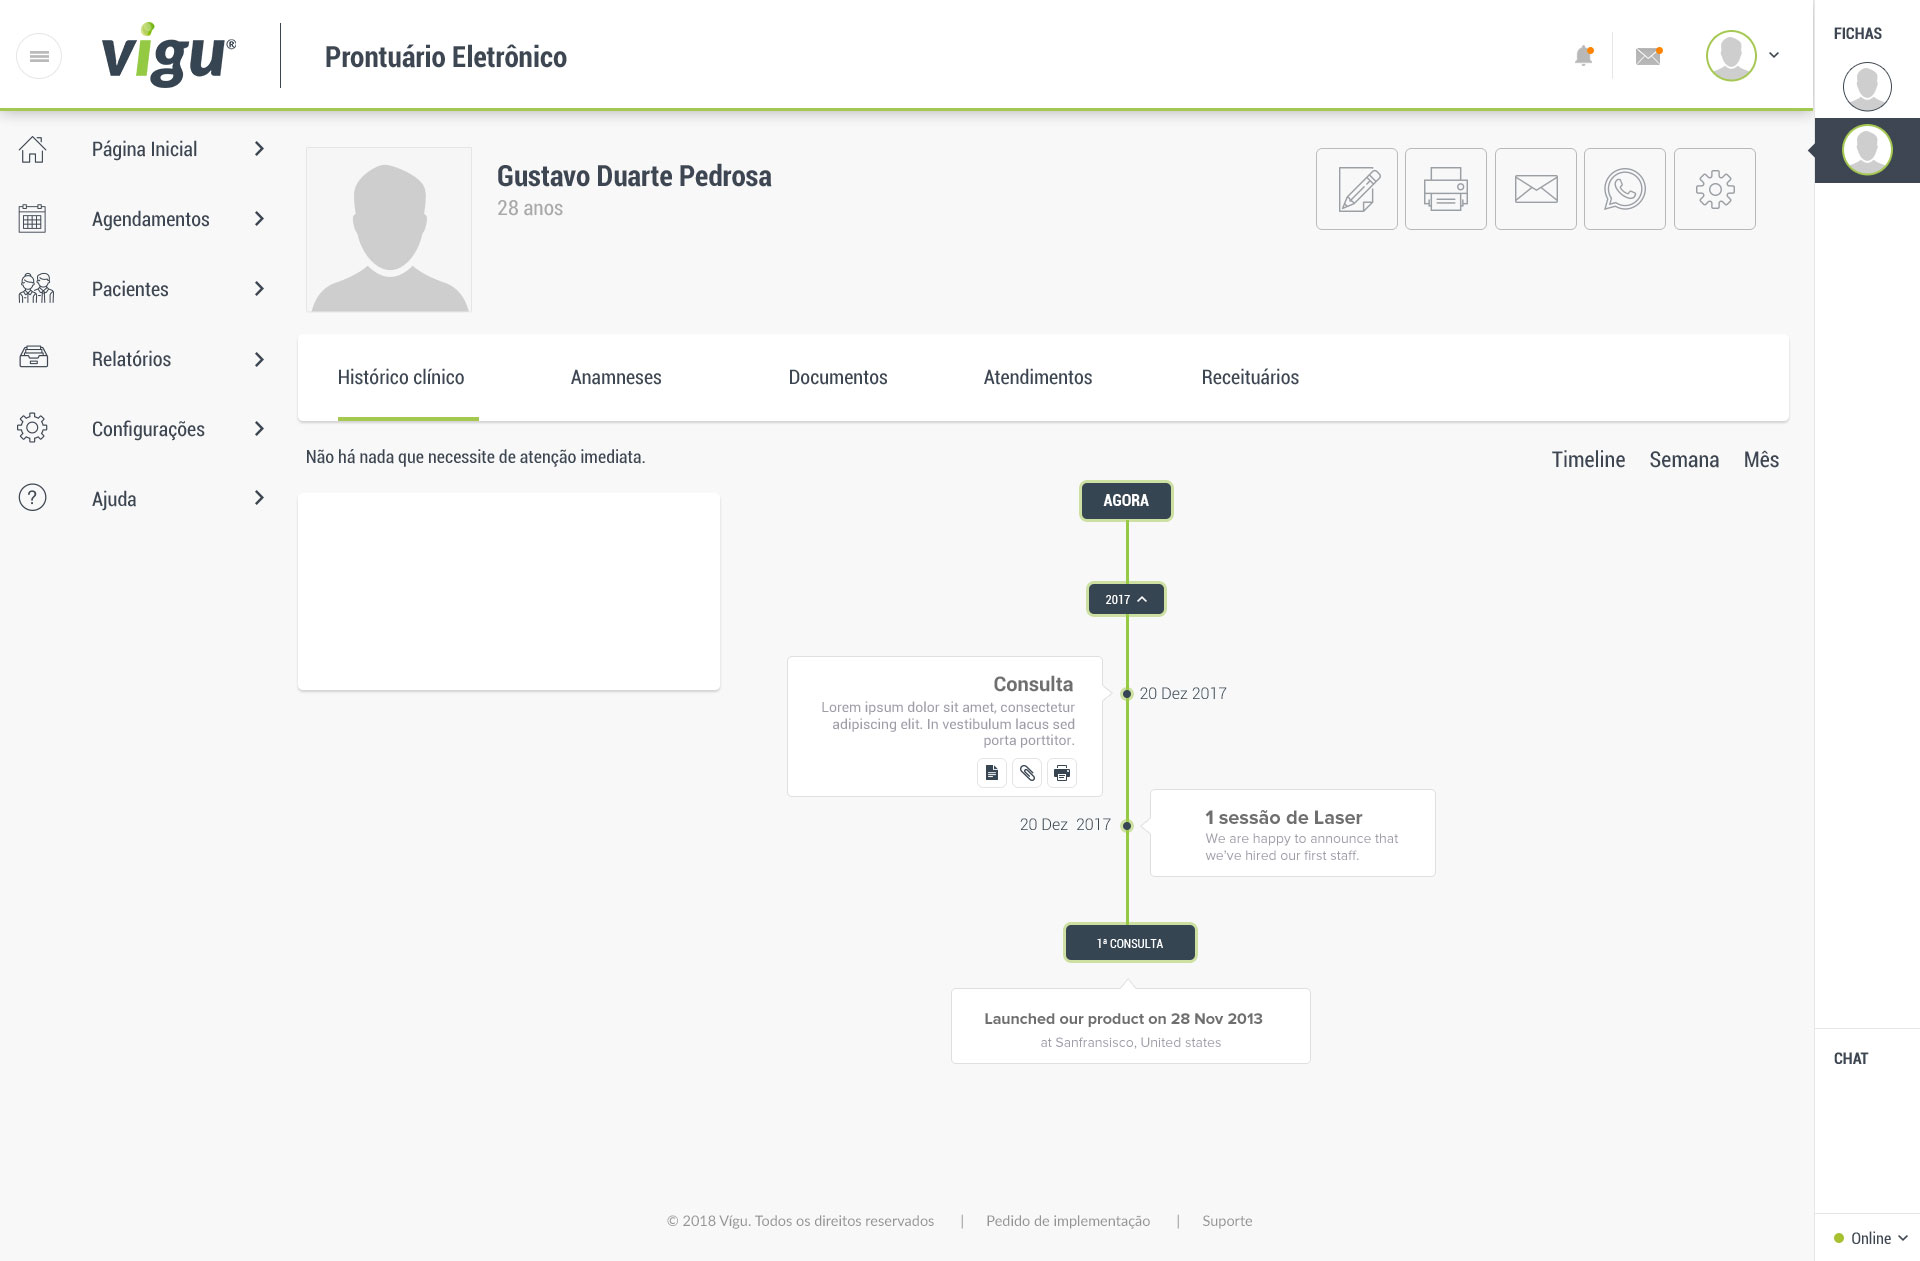 vigu®
Prontuário Eletrônico
FICHAS
Página Inicial
Agendamentos
Pacientes
Relatórios
Configurações
? Ajuda
Gustavo Duarte Pedrosa
28 anos
Histórico clínico
Anamneses
Documentos
Atendimentos
Receituários
Não há nada que necessite de atenção imediata.
Timeline
Semana
Mês
AGORA
2017
Consulta
Lorem ipsum dolor sit amet, consectetur
adipiscing elit. In vestibulum lacus sed
porta porttitor.
20 Dez 2017
20 Dez 2017
1 sessão de Laser
We are happy to announce that
we've hired our first staff.
1ª CONSULTA
Launched our product on 28 Nov 2013
at Sanfransisco, United states
CHAT
© 2018 Vígu. Todos os direitos reservados | Pedido de implementação | Suporte
Online